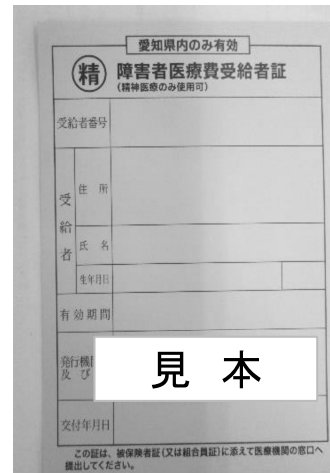 愛知県内のみ有効
精 障害者医療費受給者証
(精神医療のみ使用可)
受給者番号
受給者
住所
氏名
生年月日
有効期間
発行機
及び
見本
交付年月日
この証は、被保険者証(又は組合員証)に添えて医療機関の窓口へ
提出してください。